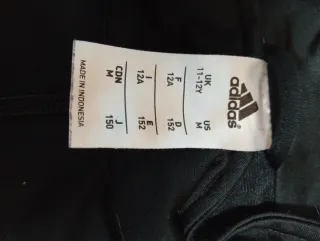 adidas
UK US
11-12Y M
F D
12A 152
I E
12A 152
CDN J
M 150
MADE IN INDONESIA